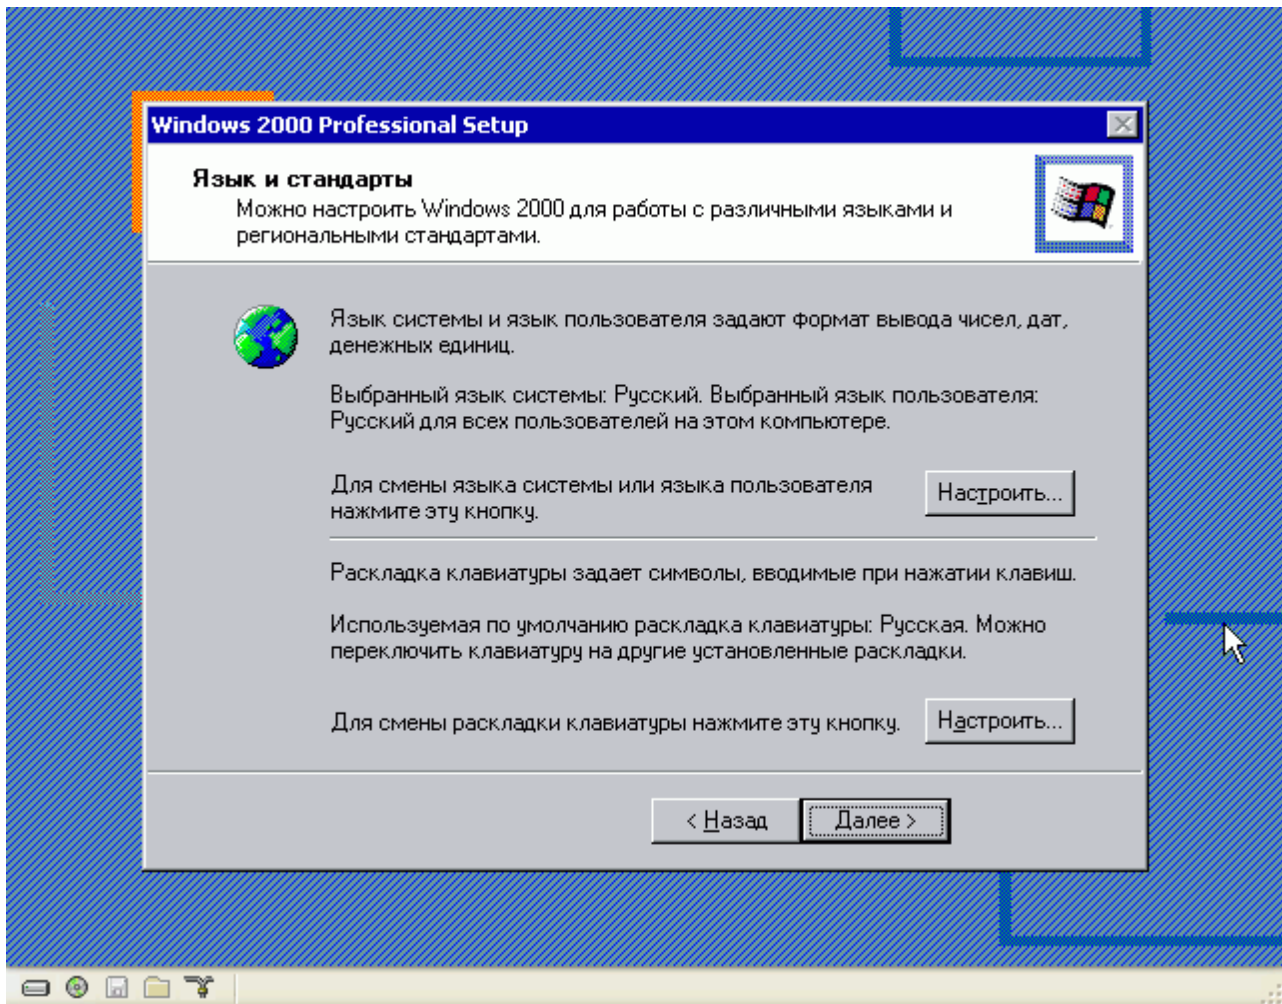 Windows 2000 Professional Setup
Язык и стандарты
Можно настроить Windows 2000 для работы с различными языками и
региональными стандартами.
Язык системы и язык пользователя задают формат вывода чисел, дат,
денежных единиц.
Выбранный язык системы: Русский. Выбранный язык пользователя:
Русский для всех пользователей на этом компьютере.
Для смены языка системы или языка пользователя
нажмите эту кнопку.
Настроить...
Раскладка клавиатуры задает символы, вводимые при нажатии клавиш.
Используемая по умолчанию раскладка клавиатуры: Русская. Можно
переключить клавиатуру на другие установленные раскладки.
Для смены раскладки клавиатуры нажмите эту кнопку.
Настроить...
< Назад
Далее >